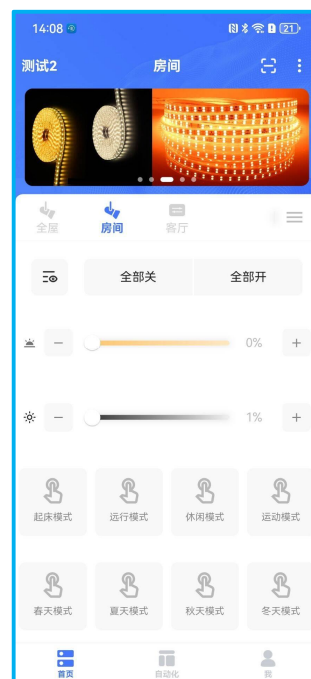 14:08
21
测试2 房间
全屋 房间 客厅
全部关 全部开
0%
1%
起床模式 远行模式 休闲模式 运动模式
春天模式 夏天模式 秋天模式 冬天模式
首页 自动化 我